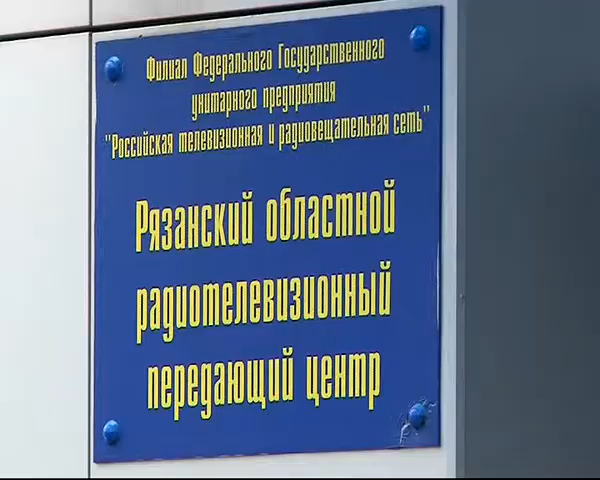 Филиал Федерального Государственного
унитарного предприятия
"Российская телевизионная и радиовещательная сеть"
Рязанский областной
радиотелевизионный
передающий центр